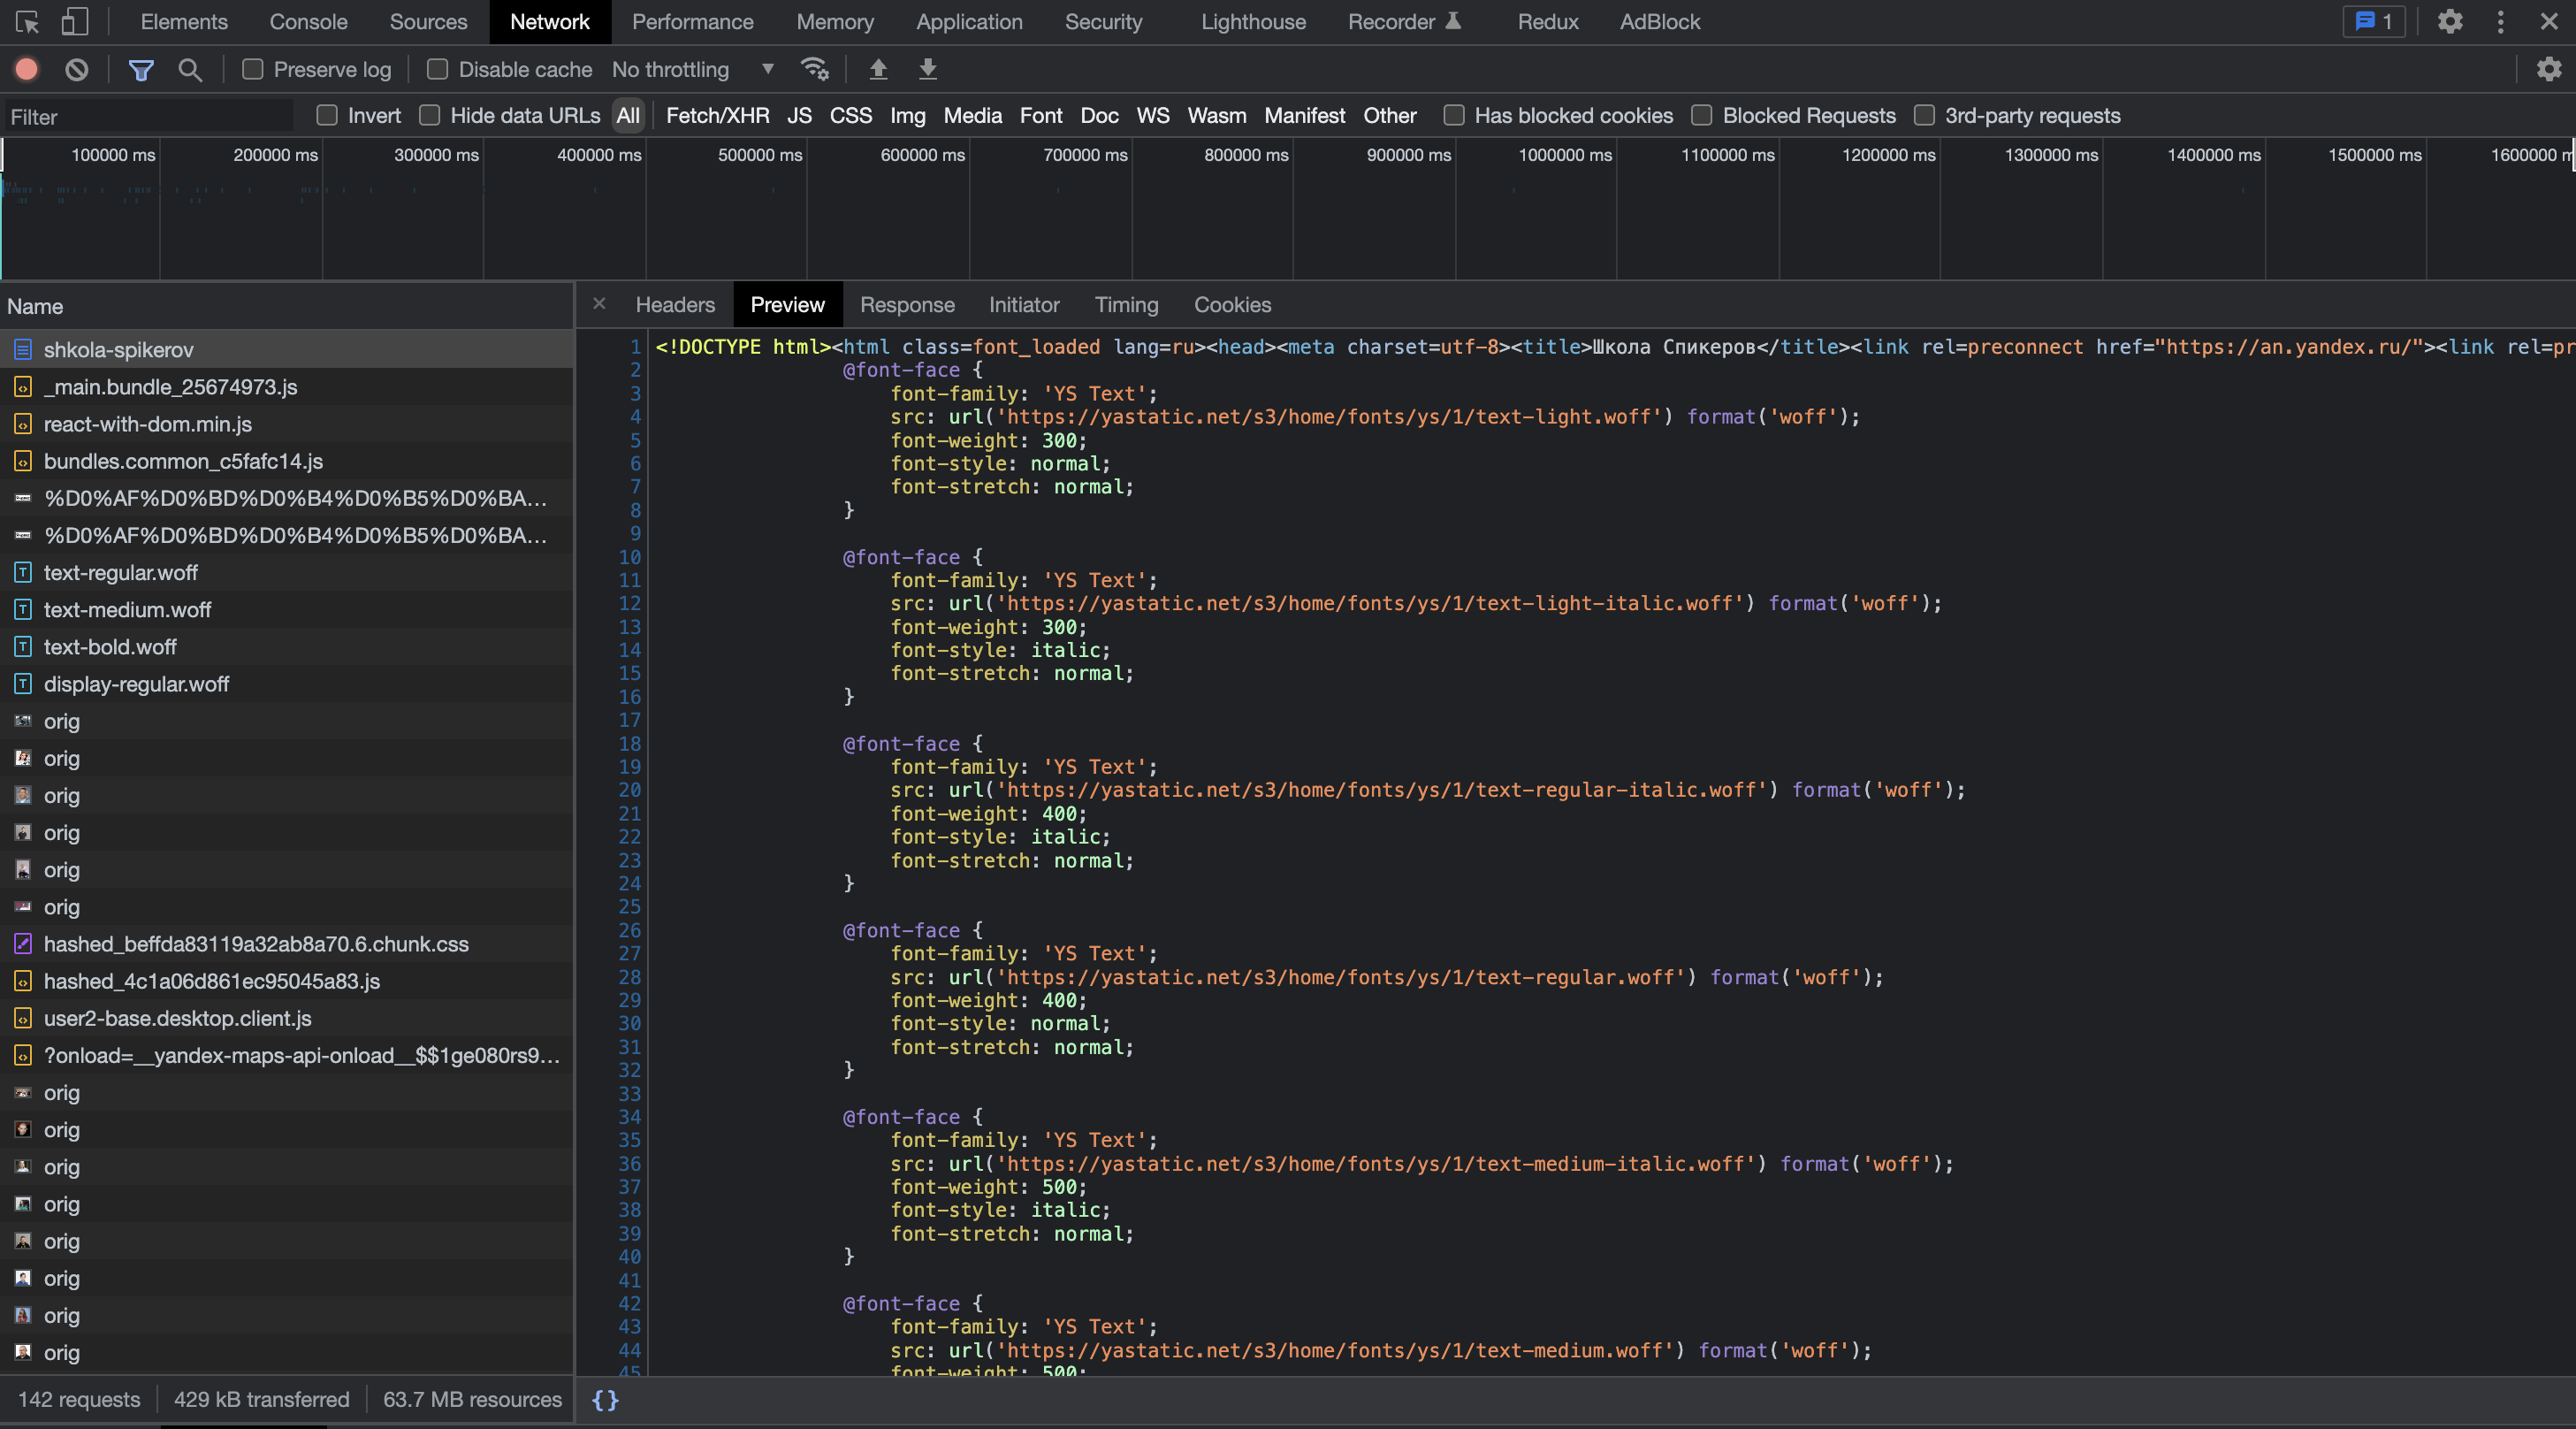 Elements Console Sources Network Performance Memory Application Security Lighthouse Recorder Redux AdBlock 1
Preserve log Disable cache No throttling
Filter Invert Hide data URLs All Fetch/XHR JS CSS Img Media Font Doc WS Wasm Manifest Other Has blocked cookies Blocked Requests 3rd-party requests
100000 ms 200000 ms 300000 ms 400000 ms 500000 ms 600000 ms 700000 ms 800000 ms 900000 ms 1000000 ms 1100000 ms 1200000 ms 1300000 ms 1400000 ms 1500000 ms 1600000 m
Name
shkola-spikerov
_main.bundle_25674973.js
react-with-dom.min.js
bundles.common_c5fafc14.js
%D0%AF%D0%BD%D0%B4%D0%B5%D0%BA...
%D0%AF%D0%BD%D0%B4%D0%B5%D0%BA...
text-regular.woff
text-medium.woff
text-bold.woff
display-regular.woff
orig
orig
orig
orig
orig
orig
hashed_beffda83119a32ab8a70.6.chunk.css
hashed_4c1a06d861ec95045a83.js
user2-base.desktop.client.js
?onload=__yandex-maps-api-onload__$$1ge080rs9...
orig
orig
orig
orig
orig
orig
orig
orig
142 requests 429 kB transferred 63.7 MB resources
Headers Preview Response Initiator Timing Cookies
1 <!DOCTYPE html><html class=font_loaded lang=ru><head><meta charset=utf-8><title>Школа Спикеров</title><link rel=preconnect href="https://an.yandex.ru/"><link rel=pr
2 @font-face {
3 font-family: 'YS Text';
4 src: url('https://yastatic.net/s3/home/fonts/ys/1/text-light.woff') format('woff');
5 font-weight: 300;
6 font-style: normal;
7 font-stretch: normal;
8 }
9
10 @font-face {
11 font-family: 'YS Text';
12 src: url('https://yastatic.net/s3/home/fonts/ys/1/text-light-italic.woff') format('woff');
13 font-weight: 300;
14 font-style: italic;
15 font-stretch: normal;
16 }
17
18 @font-face {
19 font-family: 'YS Text';
20 src: url('https://yastatic.net/s3/home/fonts/ys/1/text-regular-italic.woff') format('woff');
21 font-weight: 400;
22 font-style: italic;
23 font-stretch: normal;
24 }
25
26 @font-face {
27 font-family: 'YS Text';
28 src: url('https://yastatic.net/s3/home/fonts/ys/1/text-regular.woff') format('woff');
29 font-weight: 400;
30 font-style: normal;
31 font-stretch: normal;
32 }
33
34 @font-face {
35 font-family: 'YS Text';
36 src: url('https://yastatic.net/s3/home/fonts/ys/1/text-medium-italic.woff') format('woff');
37 font-weight: 500;
38 font-style: italic;
39 font-stretch: normal;
40 }
41
42 @font-face {
43 font-family: 'YS Text';
44 src: url('https://yastatic.net/s3/home/fonts/ys/1/text-medium.woff') format('woff');
45 font-weight: 500;
{}